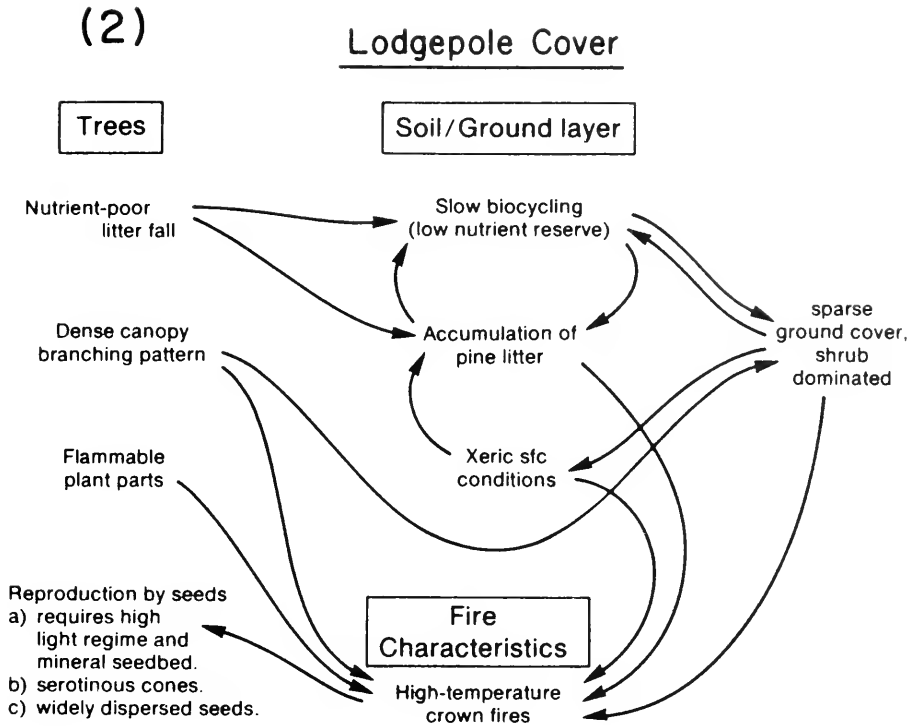 (2)
Lodgepole Cover
Trees
Soil/Ground layer
Nutrient-poor
litter fall
Slow biocycling
(low nutrient reserve)
Dense canopy
branching pattern
Accumulation of
pine litter
sparse
ground cover,
shrub
dominated
Flammable
plant parts
Xeric sfc
conditions
Reproduction by seeds
a) requires high
light regime and
mineral seedbed.
b) serotinous cones.
c) widely dispersed seeds.
Fire
Characteristics
High-temperature
crown fires